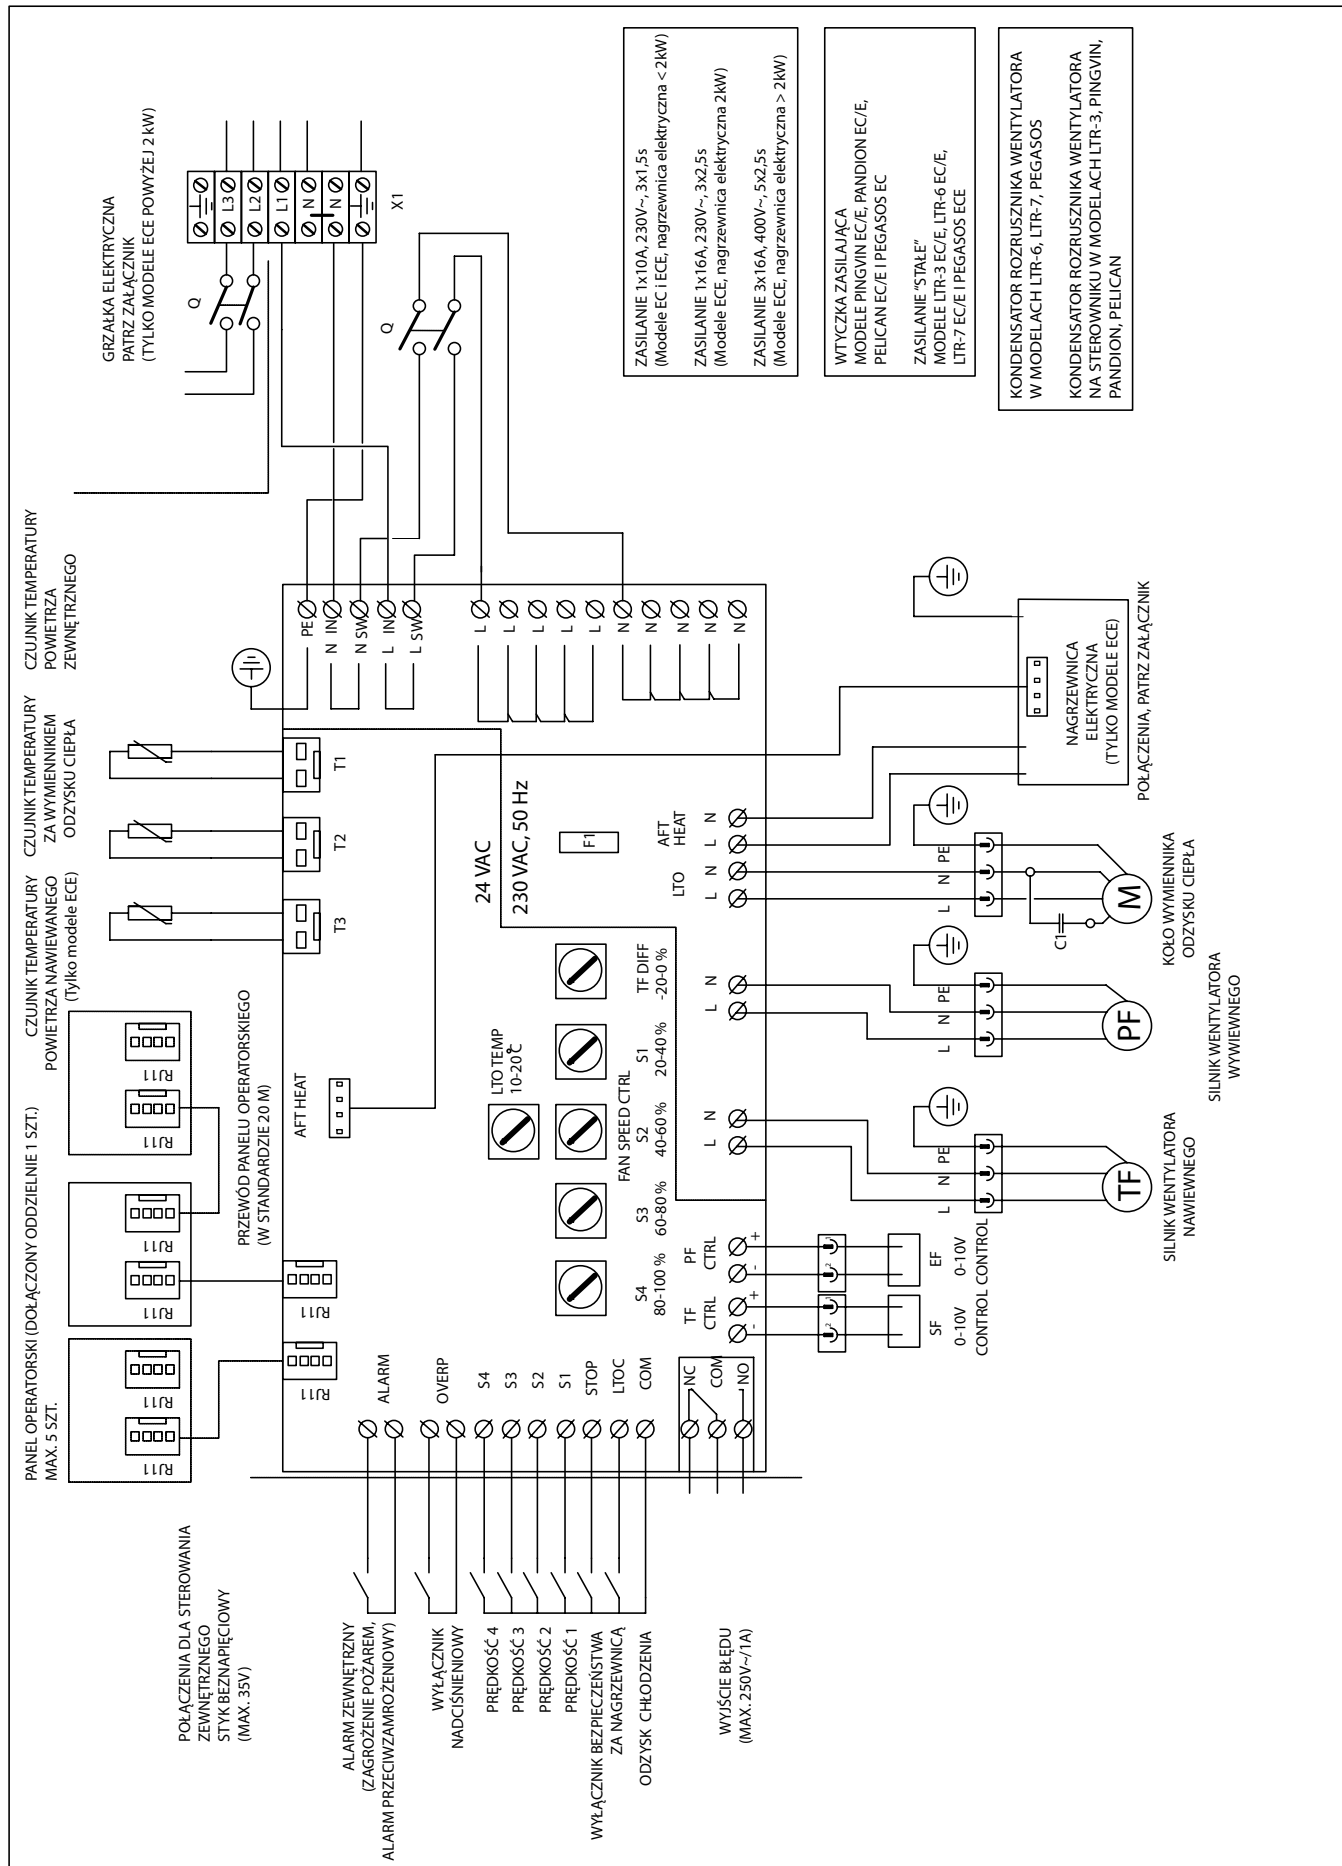 PANEL OPERATORSKI (DOŁĄCZONY ODDZIELNIE 1 SZT.)
MAX. 5 SZT.
RJ11
RJ11
RJ11
RJ11
RJ11
RJ11
RJ11
RJ11
PRZEWÓD PANELU OPERATORSKIEGO
(W STANDARDZIE 20 M)
CZUJNIK TEMPERATURY
POWIETRZA NAWIEWANEGO
(Tylko modele ECE)
CZUJNIK TEMPERATURY
ZA WYMIENNIKIEM
ODZYSKU CIEPŁA
CZUJNIK TEMPERATURY
POWIETRZA
ZEWNĘTRZNEGO
T3
T2
T1
GRZAŁKA ELEKTRYCZNA
PATRZ ZAŁĄCZNIK
(TYLKO MODELE ECE POWYŻEJ 2 kW)
Q
L3
L2
L1
N
N
X1
Q
POŁĄCZENIA DLA STEROWANIA
ZEWNĘTRZNEGO
STYK BEZNAPIĘCIOWY
(MAX. 35V)
ALARM ZEWNĘTRZNY
(ZAGROŻENIE POŻAREM,
ALARM PRZECIWZAMROŻENIOWY)
WYŁĄCZNIK
NADCIŚNIENIOWY
PRĘDKOŚĆ 4
PRĘDKOŚĆ 3
PRĘDKOŚĆ 2
PRĘDKOŚĆ 1
WYŁĄCZNIK BEZPIECZEŃSTWA
ZA NAGRZEWNICĄ
ODZYSK CHŁODZENIA
WYJŚCIE BŁĘDU
(MAX. 250V~/1A)
ALARM
OVERP
S4
S3
S2
S1
STOP
LTOC
COM
NC
COM
NO
AFT HEAT
LTO TEMP
10-20°C
FAN SPEED CTRL
S4
80-100 %
S3
60-80 %
S2
40-60 %
S1
20-40 %
TF DIFF
-20-0 %
24 VAC
230 VAC, 50 Hz
F1
PE
N IN
N SW
L IN
L SW
L
L
L
L
L
N
N
N
N
N
TF
CTRL
- +
PF
CTRL
- +
L N
L N
LTO
L N
AFT
HEAT
L N
2 1
2 1
SF
0-10V
CONTROL
EF
0-10V
CONTROL
L N PE
TF
SILNIK WENTYLATORA
NAWIEWNEGO
L N PE
PF
SILNIK WENTYLATORA
WYWIEWNEGO
L N PE
C1
M
KOŁO WYMIENNIKA
ODZYSKU CIEPŁA
NAGRZEWNICA
ELEKTRYCZNA
(TYLKO MODELE ECE)
POŁĄCZENIA, PATRZ ZAŁĄCZNIK
ZASILANIE 1x10A, 230V~, 3x1,5s
(Modele EC i ECE, nagrzewnica elektryczna < 2kW)
ZASILANIE 1x16A, 230V~, 3x2,5s
(Modele ECE, nagrzewnica elektryczna 2kW)
ZASILANIE 3x16A, 400V~, 5x2,5s
(Modele ECE, nagrzewnica elektryczna > 2kW)
WTYCZKA ZASILAJĄCA
MODELE PINGVIN EC/E, PANDION EC/E,
PELICAN EC/E I PEGASOS EC
ZASILANIE “STAŁE”
MODELE LTR-3 EC/E, LTR-6 EC/E,
LTR-7 EC/E I PEGASOS ECE
KONDENSATOR ROZRUSZNIKA WENTYLATORA
W MODELACH LTR-6, LTR-7, PEGASOS
KONDENSATOR ROZRUSZNIKA WENTYLATORA
NA STEROWNIKU W MODELACH LTR-3, PINGVIN,
PANDION, PELICAN